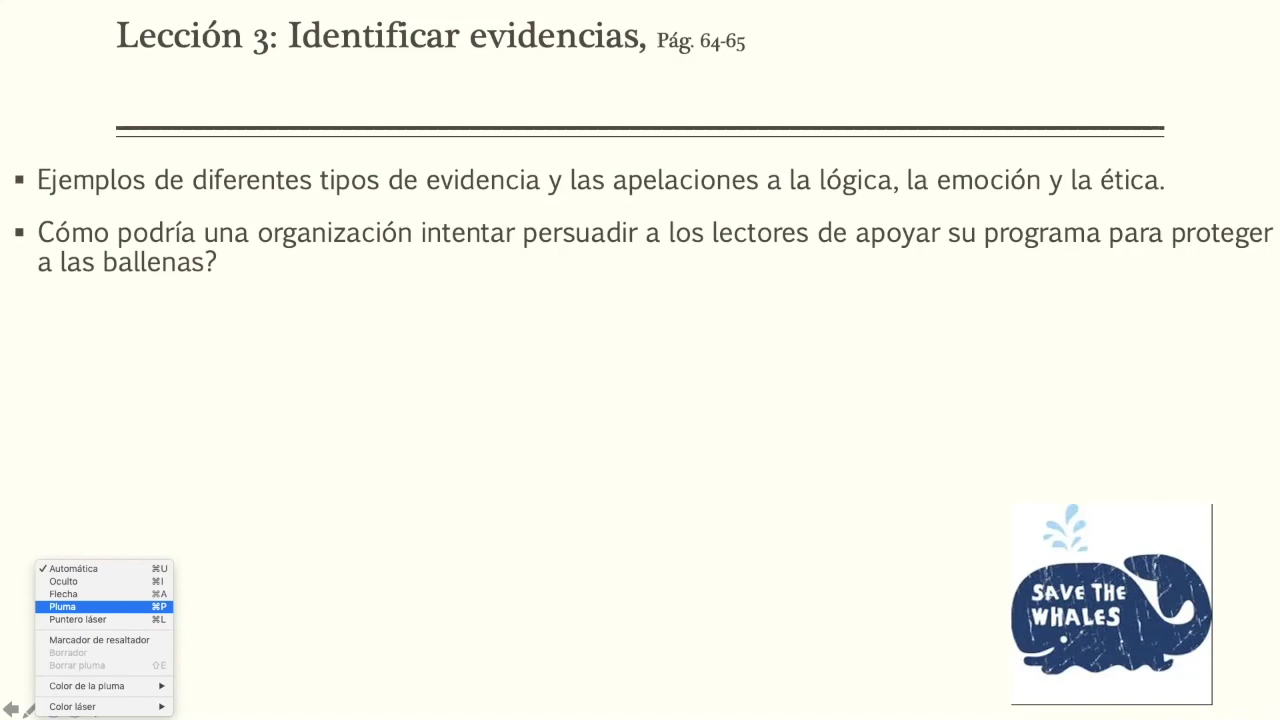 Lección 3: Identificar evidencias, Pág. 64-65
▪ Ejemplos de diferentes tipos de evidencia y las apelaciones a la lógica, la emoción y la ética.
▪ Cómo podría una organización intentar persuadir a los lectores de apoyar su programa para proteger
a las ballenas?
✓ Automática ⌘U
Oculto ⌘I
Flecha ⌘A
Pluma ⌘P
Puntero láser ⌘L
Marcador de resaltador
Borrador
Borrar pluma ⇧E
Color de la pluma ▶
Color láser ▶
SAVE THE
WHALES